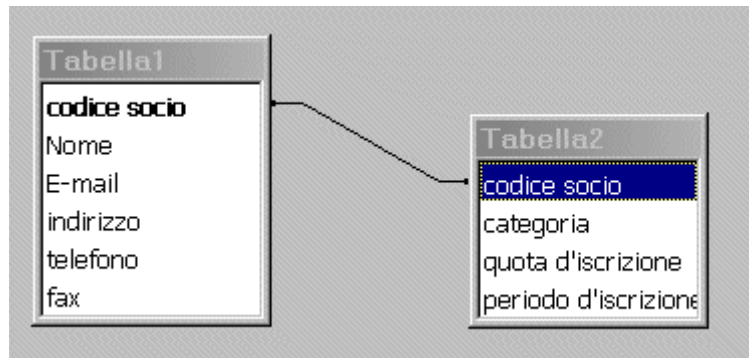 Tabella1
codice socio
Nome
E-mail
indirizzo
telefono
fax
Tabella2
codice socio
categoria
quota d'iscrizione
periodo d'iscrizione